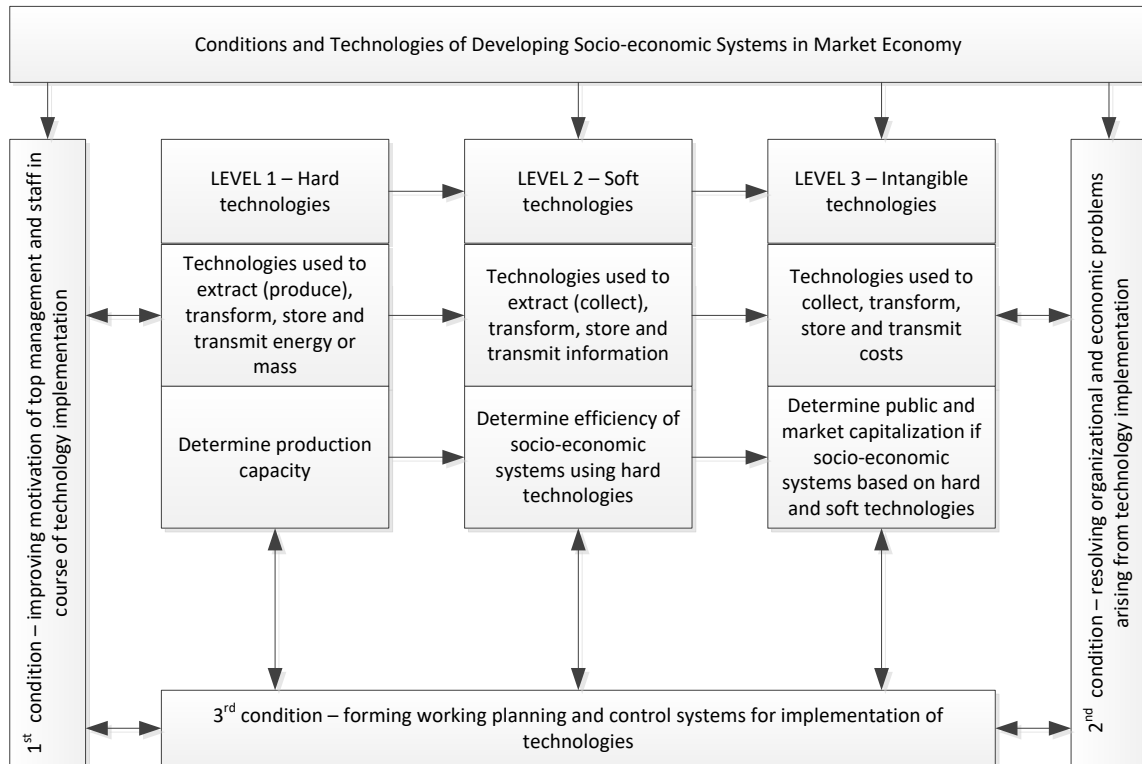 Conditions and Technologies of Developing Socio-economic Systems in Market Economy
1st condition – improving motivation of top management and staff in
course of technology implementation
LEVEL 1 – Hard
technologies
Technologies used to
extract (produce),
transform, store and
transmit energy or
mass
Determine production
capacity
LEVEL 2 – Soft
technologies
Technologies used to
extract (collect),
transform, store and
transmit information
Determine efficiency of
socio-economic
systems using hard
technologies
LEVEL 3 – Intangible
technologies
Technologies used to
collect, transform,
store and transmit
costs
Determine public and
market capitalization if
socio-economic
systems based on hard
and soft technologies
2nd condition – resolving organizational and economic problems
arising from technology implementation
3rd condition – forming working planning and control systems for implementation of
technologies